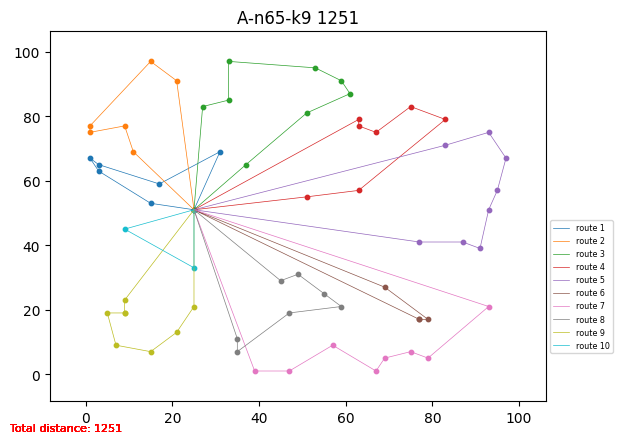 A-n65-k9 1251
100
80
60
40
20
0
0 20 40 60 80 100
route 1
route 2
route 3
route 4
route 5
route 6
route 7
route 8
route 9
route 10
Total distance: 1251